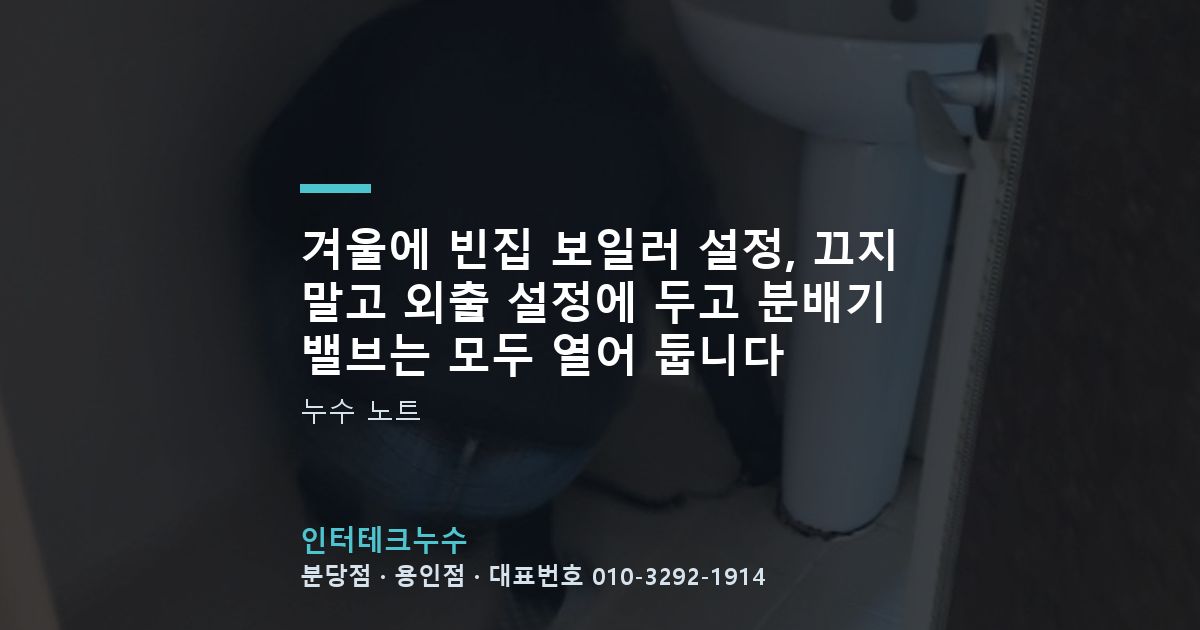 겨울에 빈집 보일러 설정, 끄지
말고 외출 설정에 두고 분배기
밸브는 모두 열어 둡니다
누수 노트
인터테크누수
분당점 · 용인점 · 대표번호 010-3292-1914